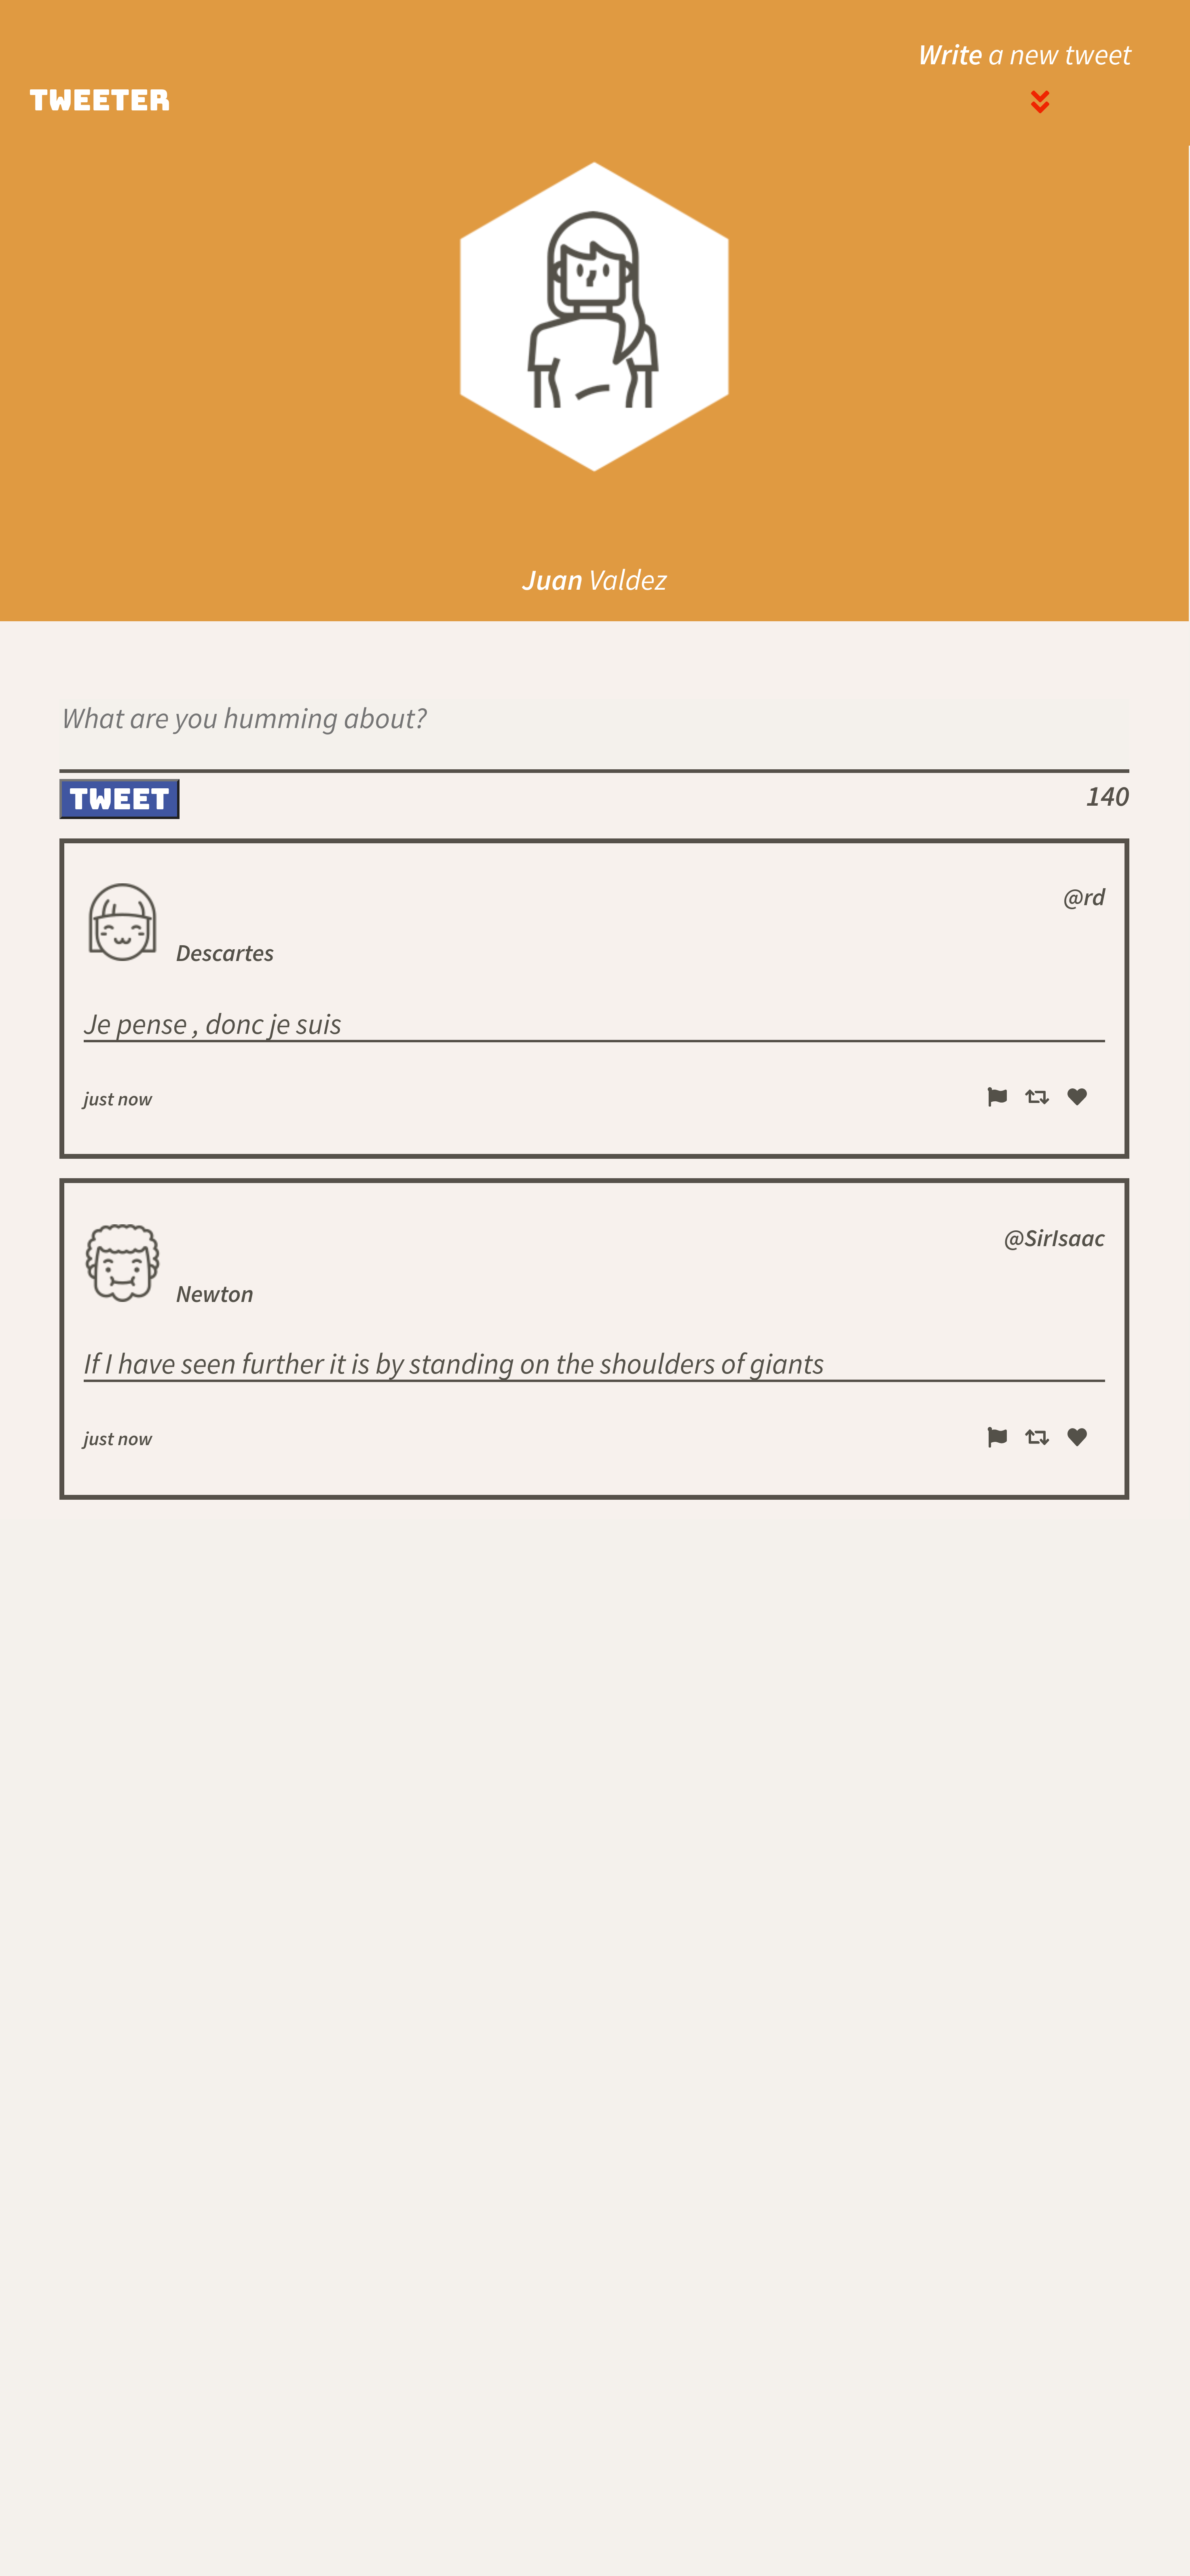 Write a new tweet
TWEETER
Juan Valdez
What are you humming about?
TWEET
140
@rd
Descartes
Je pense , donc je suis
just now
@SirIsaac
Newton
If I have seen further it is by standing on the shoulders of giants
just now